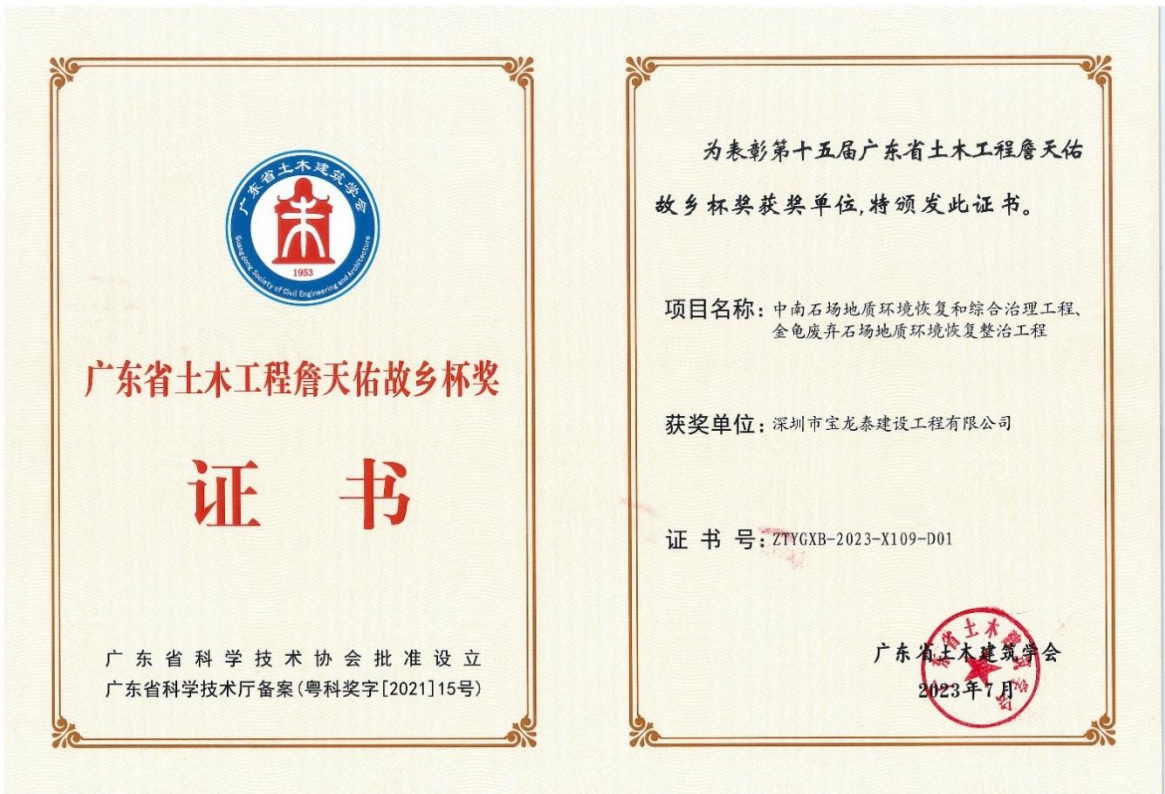 广东省土木建筑学会
1953
Guangdong Society of Civil Engineering and Architecture
广东省土木工程詹天佑故乡杯奖
证 书
广东省科学技术协会批准设立
广东省科学技术厅备案(粤科奖字[2021]15号)
为表彰第十五届广东省土木工程詹天佑
故乡杯奖获奖单位,特颁发此证书。
项目名称:中南石场地质环境恢复和综合治理工程、
金龟废弃石场地质环境恢复整治工程
获奖单位:深圳市宝龙泰建设工程有限公司
证 书 号:ZTYGXB-2023-X109-D01
广东省土木建筑学会
2023年7月
广东省土木建筑学会